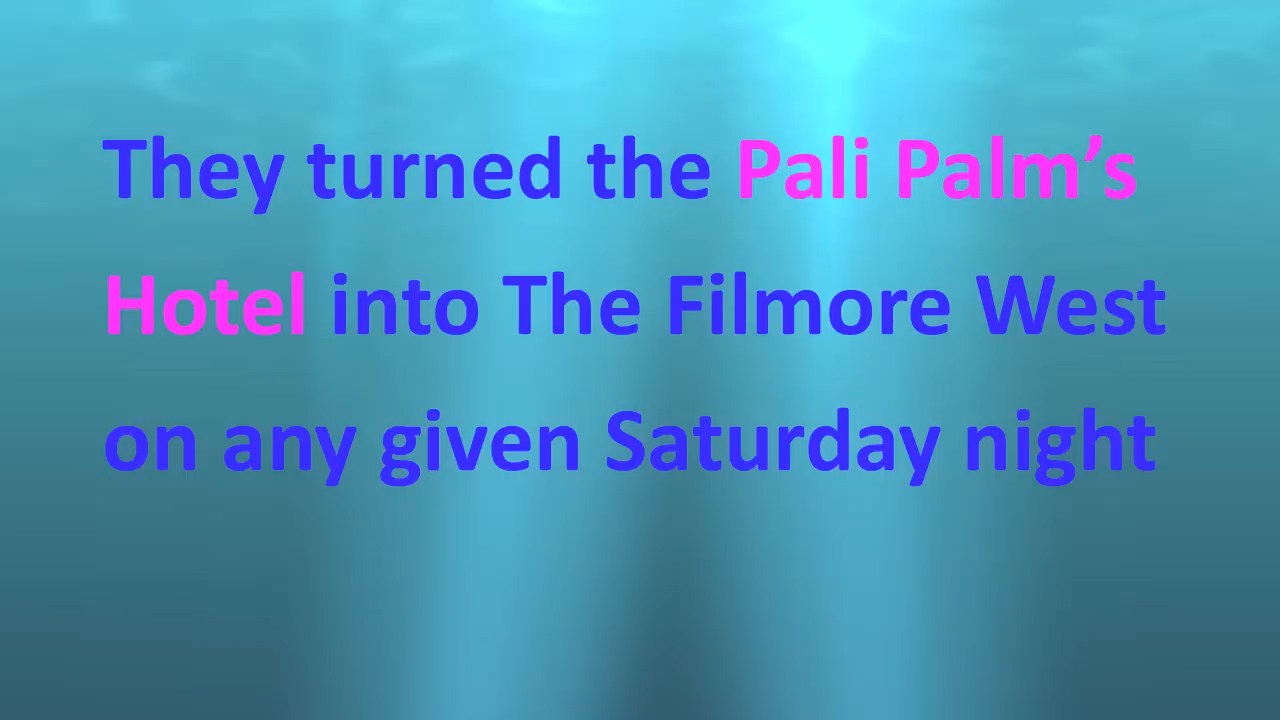 They turned the Pali Palm’s
Hotel into The Filmore West
on any given Saturday night